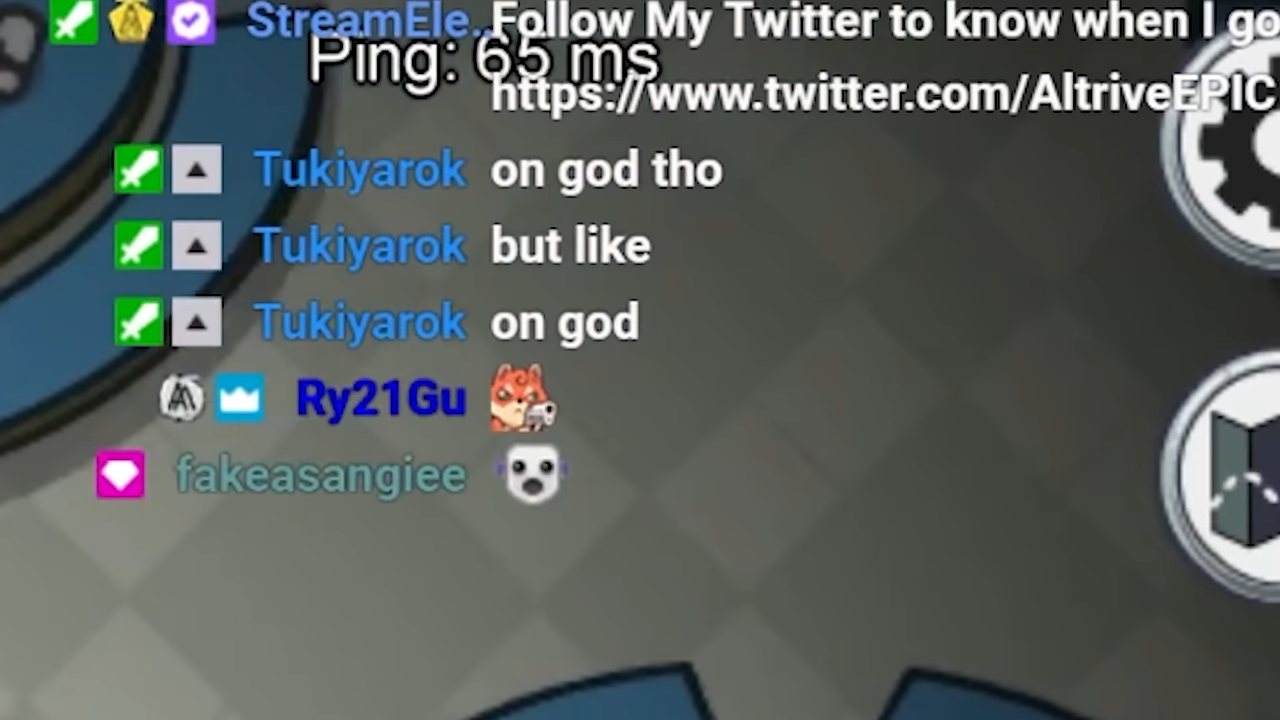 StreamEle.. Follow My Twitter to know when I go
Ping: 65 ms
https://www.twitter.com/AltriveEPIC
Tukiyarok on god tho
Tukiyarok but like
Tukiyarok on god
Ry21Gu
fakeasangiee